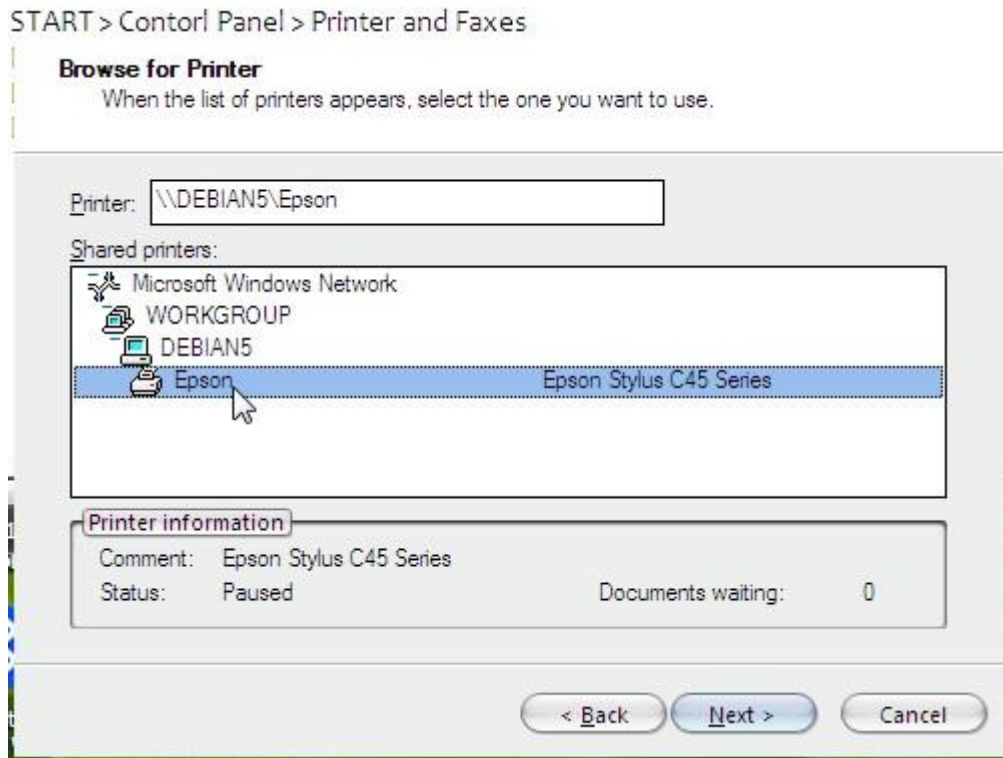 START > Contorl Panel > Printer and Faxes
Browse for Printer
When the list of printers appears, select the one you want to use.
Printer: \\DEBIAN5\Epson
Shared printers:
Microsoft Windows Network
WORKGROUP
DEBIAN5
Epson Epson Stylus C45 Series
Printer information
Comment: Epson Stylus C45 Series
Status: Paused Documents waiting: 0
< Back Next > Cancel